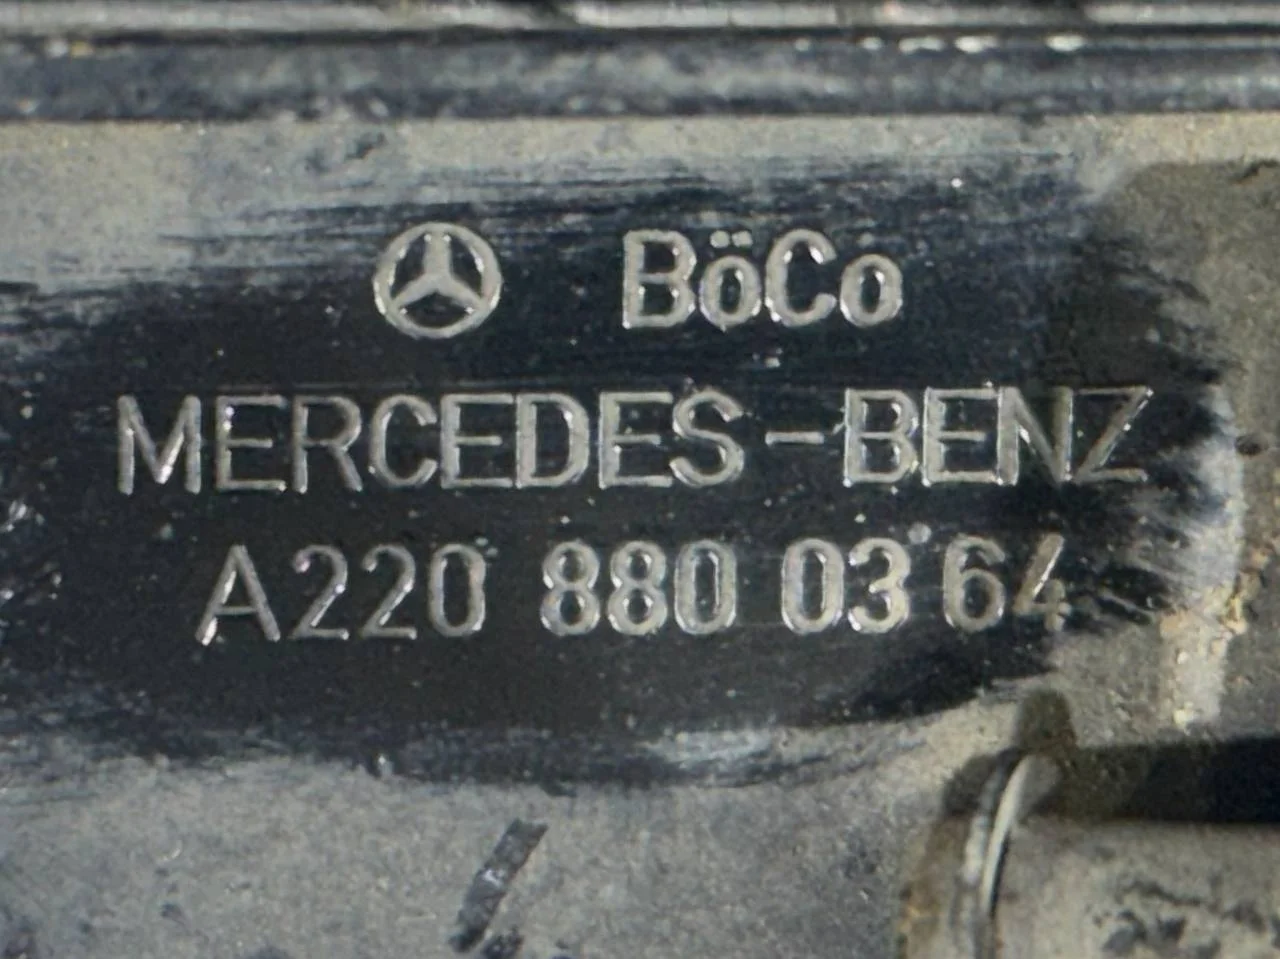 BöCo
MERCEDES-BENZ
A220 880 03 64